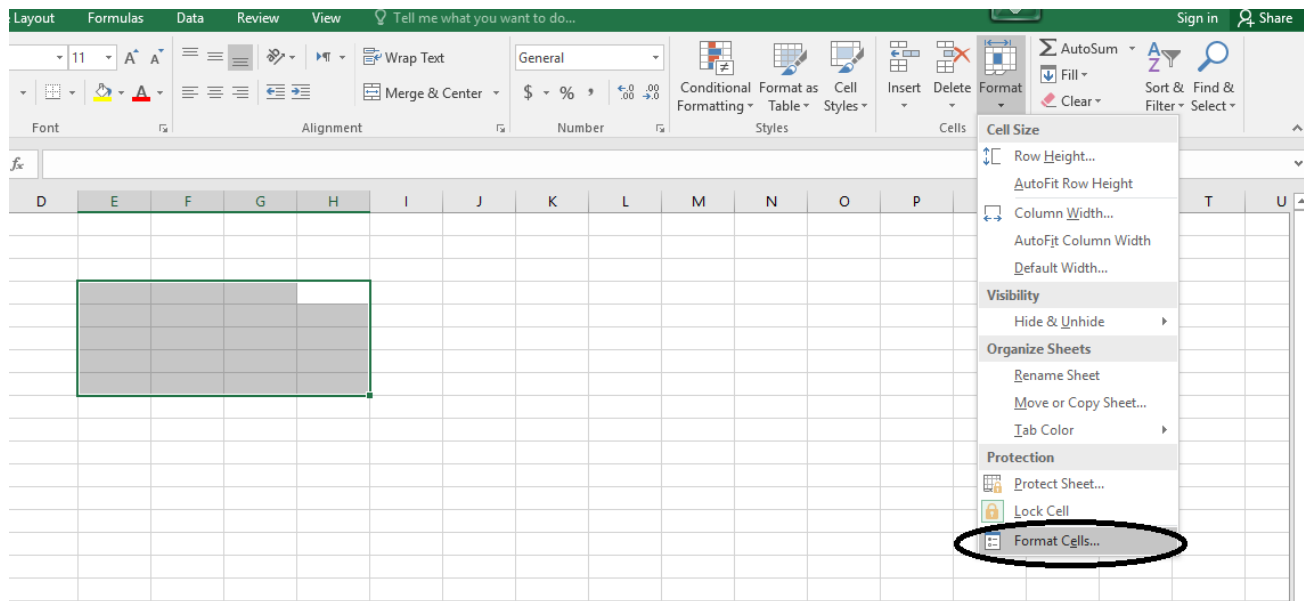 Layout Formulas Data Review View Tell me what you want to do... Sign in Share
11 A A Wrap Text General AutoSum
Fill
A Merge & Center $ % , .0 .00 .00 .0 Conditional Format as Cell Insert Delete Format Sort & Find &
Formatting Table Styles Clear Filter Select
Font Alignment Number Styles Cells
fx
D E F G H I J K L M N O P T U
Cell Size
Row Height...
AutoFit Row Height
Column Width...
AutoFit Column Width
Default Width...
Visibility
Hide & Unhide
Organize Sheets
Rename Sheet
Move or Copy Sheet...
Tab Color
Protection
Protect Sheet...
Lock Cell
Format Cells...